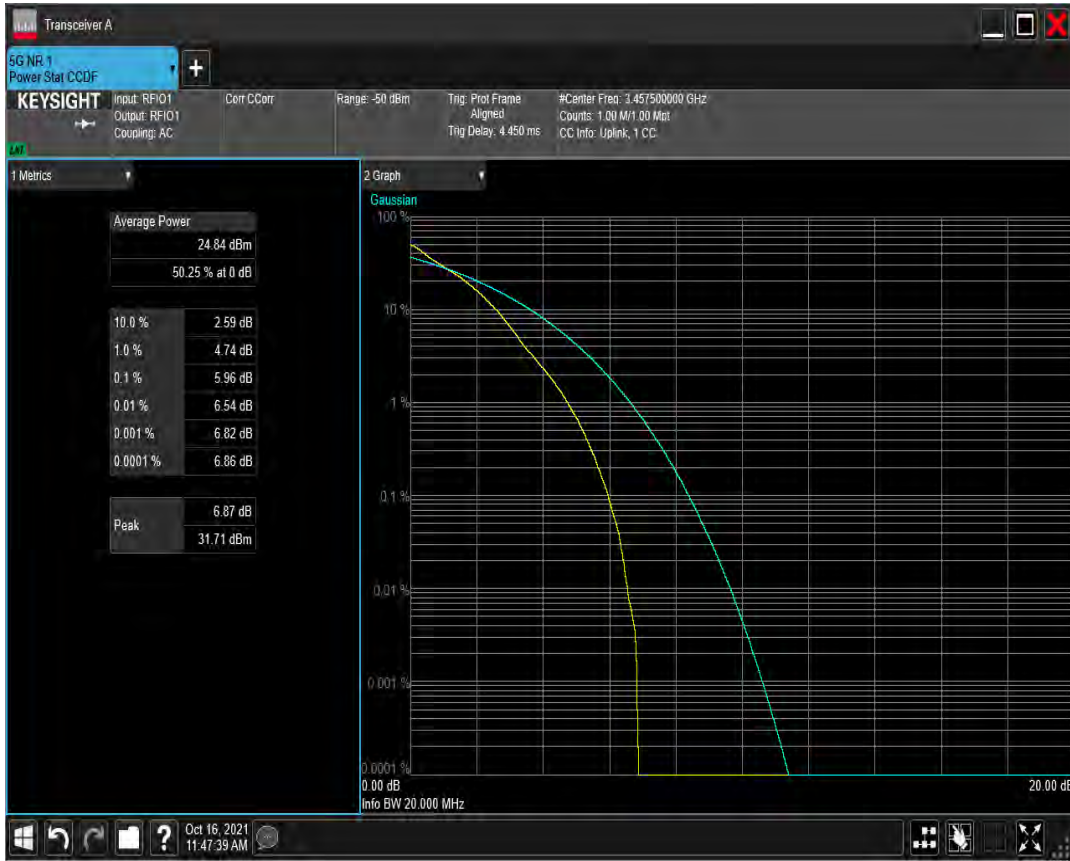 Transceiver A
5G NR 1
Power Stat CCDF
+
KEYSIGHT
Input: RFIO1
Output: RFIO1
Coupling: AC
Corr CCorr
Range: -50 dBm
Trig: Prot Frame
Aligned
Trig Delay: 4.450 ms
#Center Freq: 3.457500000 GHz
Counts: 1.00 M/1.00 Mpt
CC Info: Uplink, 1 CC
1 Metrics
Average Power
24.84 dBm
50.25 % at 0 dB
10.0 % 2.59 dB
1.0 % 4.74 dB
0.1 % 5.96 dB
0.01 % 6.54 dB
0.001 % 6.82 dB
0.0001 % 6.86 dB
Peak
6.87 dB
31.71 dBm
2 Graph
Gaussian
100 %
10 %
1 %
0.1 %
0.01 %
0.001 %
0.0001 %
0.00 dB
20.00 dB
Info BW 20.000 MHz
?
Oct 16, 2021
11:47:39 AM